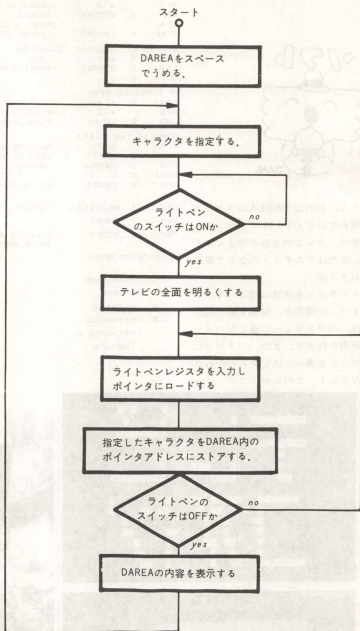 スタート
DAREAをスペース
でうめる.
キャラクタを指定する.
ライトペン
のスイッチはONか
no
yes
テレビの全面を明るくする
ライトペンレジスタを入力し
ポインタにロードする
指定したキャラクタをDAREA内の
ポインタアドレスにストアする.
ライトペンの
スイッチはOFFか
no
yes
DAREAの内容を表示する